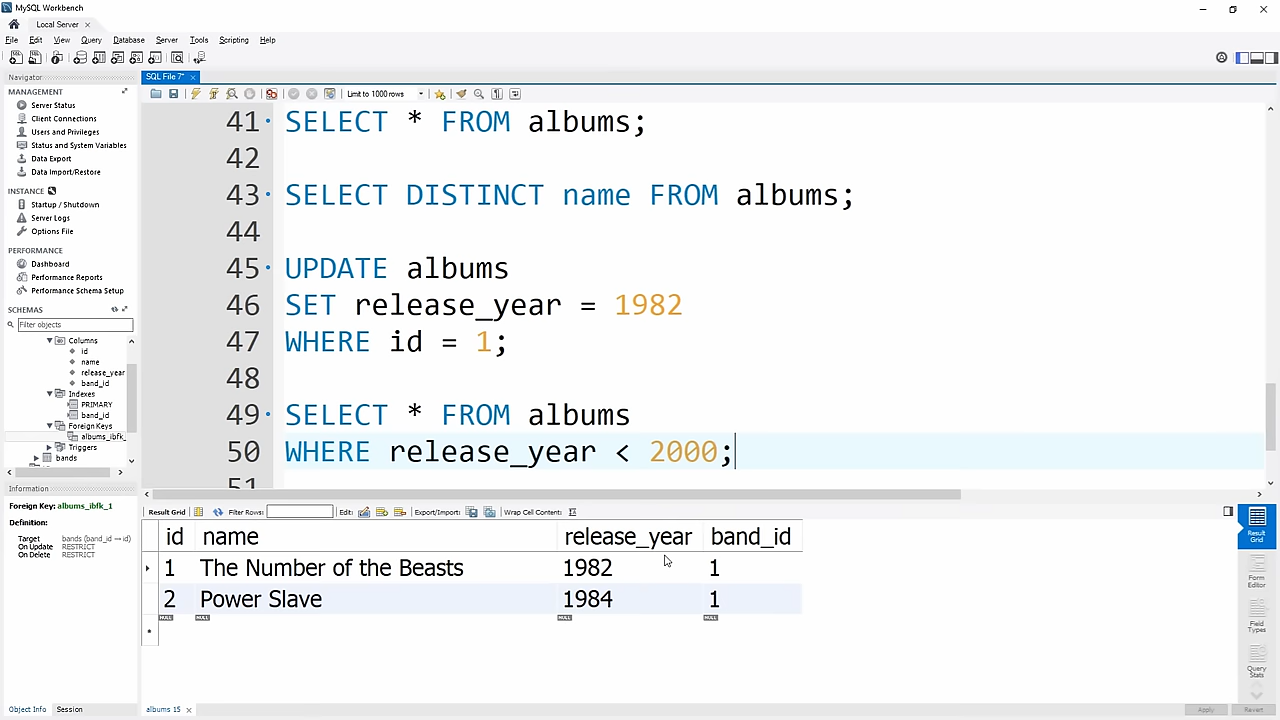 MySQL Workbench
Local Server
File Edit View Query Database Server Tools Scripting Help
Navigator
SQL File 7*
MANAGEMENT
Server Status
Client Connections
Users and Privileges
Status and System Variables
Data Export
Data Import/Restore
INSTANCE
Startup / Shutdown
Server Logs
Options File
PERFORMANCE
Dashboard
Performance Reports
Performance Schema Setup
SCHEMAS
Filter objects
Columns
id
name
release_year
band_id
Indexes
PRIMARY
band_id
Foreign Keys
albums_ibfk_
Triggers
bands
Information
Foreign Key: albums_ibfk_1
Definition:
Target bands (band_id → id)
On Update RESTRICT
On Delete RESTRICT
Object Info Session
Limit to 1000 rows
41 SELECT * FROM albums;
42
43 SELECT DISTINCT name FROM albums;
44
45 UPDATE albums
46 SET release_year = 1982
47 WHERE id = 1;
48
49 SELECT * FROM albums
50 WHERE release_year < 2000;
51
Result Grid Filter Rows: Edit: Export/Import: Wrap Cell Content:
id name release_year band_id
1 The Number of the Beasts 1982 1
2 Power Slave 1984 1
NULL NULL NULL NULL
Result Grid
Form Editor
Field Types
Query Stats
albums 15
Apply Revert